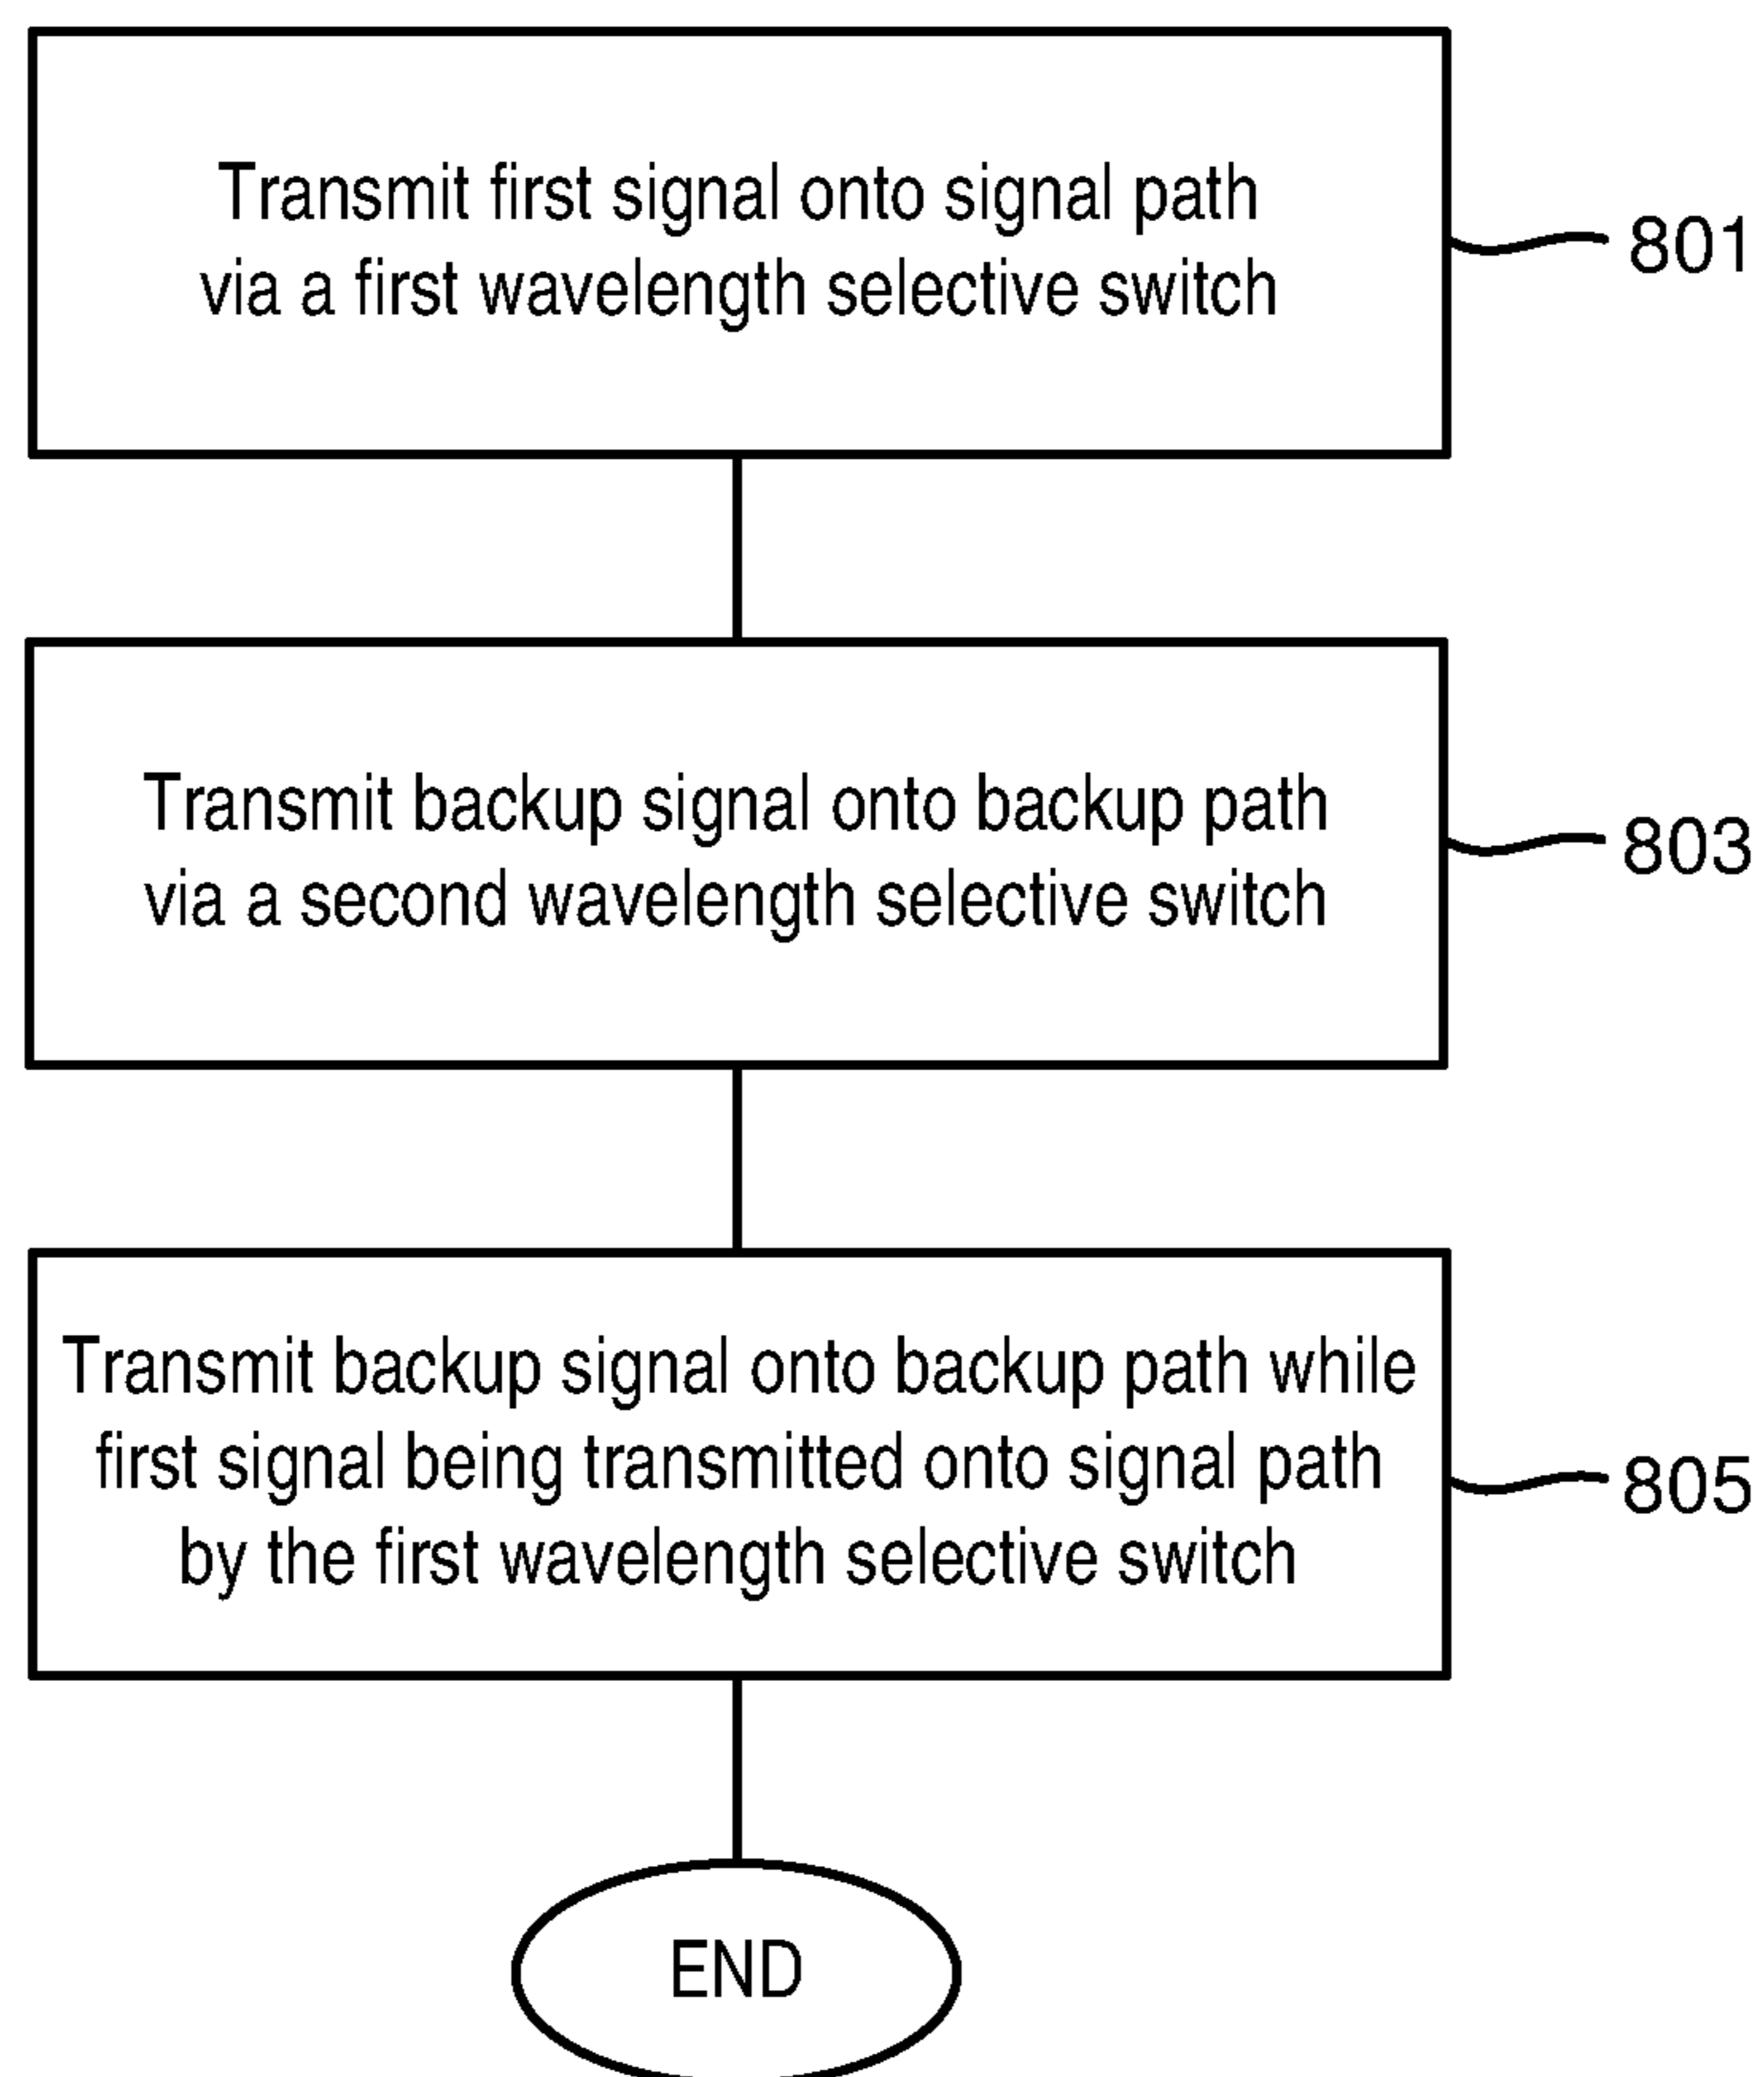 Transmit first signal onto signal path
via a first wavelength selective switch
801
Transmit backup signal onto backup path
via a second wavelength selective switch
803
Transmit backup signal onto backup path while
first signal being transmitted onto signal path
by the first wavelength selective switch
805
END